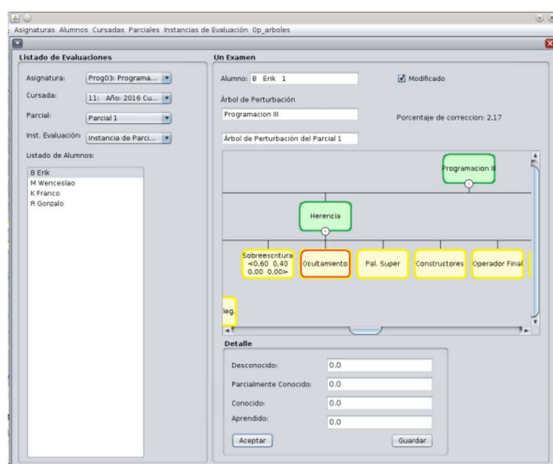 Asignaturas Alumnos Cursadas Parciales Instancias de Evaluación Op_arboles
Listado de Evaluaciones
Asignatura: Prog03: Programa...
Cursada: 11: Año: 2016 Cu...
Parcial: Parcial 1
Inst. Evaluación: Instancia de Parci...
Listado de Alumnos:
B Erik
M Wenceslao
K Franco
R Gonzalo
Un Examen
Alumno: B Erik 1
Modificado
Árbol de Perturbación
Programacion III
Porcentaje de correccion: 2.17
Árbol de Perturbación del Parcial 1
Programacion II
Herencia
Sobreescritura
<0.60 0.40
0.00 0.00>
Ocultamiento
Pal. Super
Constructores
Operador Final
leg.
Detalle
Desconocido: 0.0
Parcialmente Conocido: 0.0
Conocido: 0.0
Aprendido: 0.0
Aceptar
Guardar